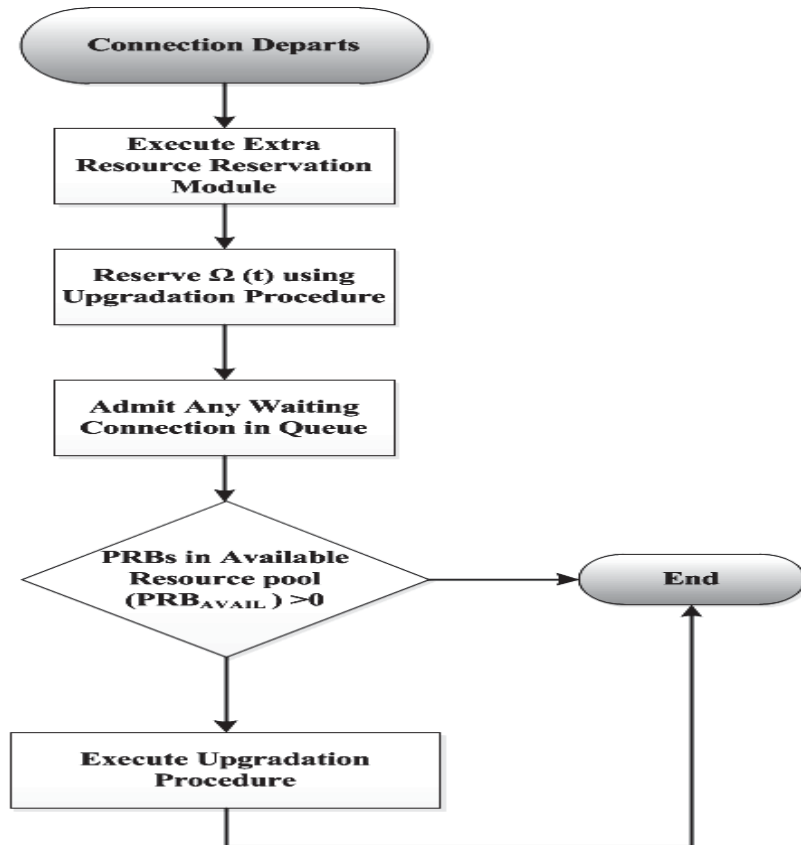 Connection Departs
Execute Extra
Resource Reservation
Module
Reserve Ω (t) using
Upgradation Procedure
Admit Any Waiting
Connection in Queue
PRBs in Available
Resource pool
(PRB_AVAIL ) >0
End
Execute Upgradation
Procedure